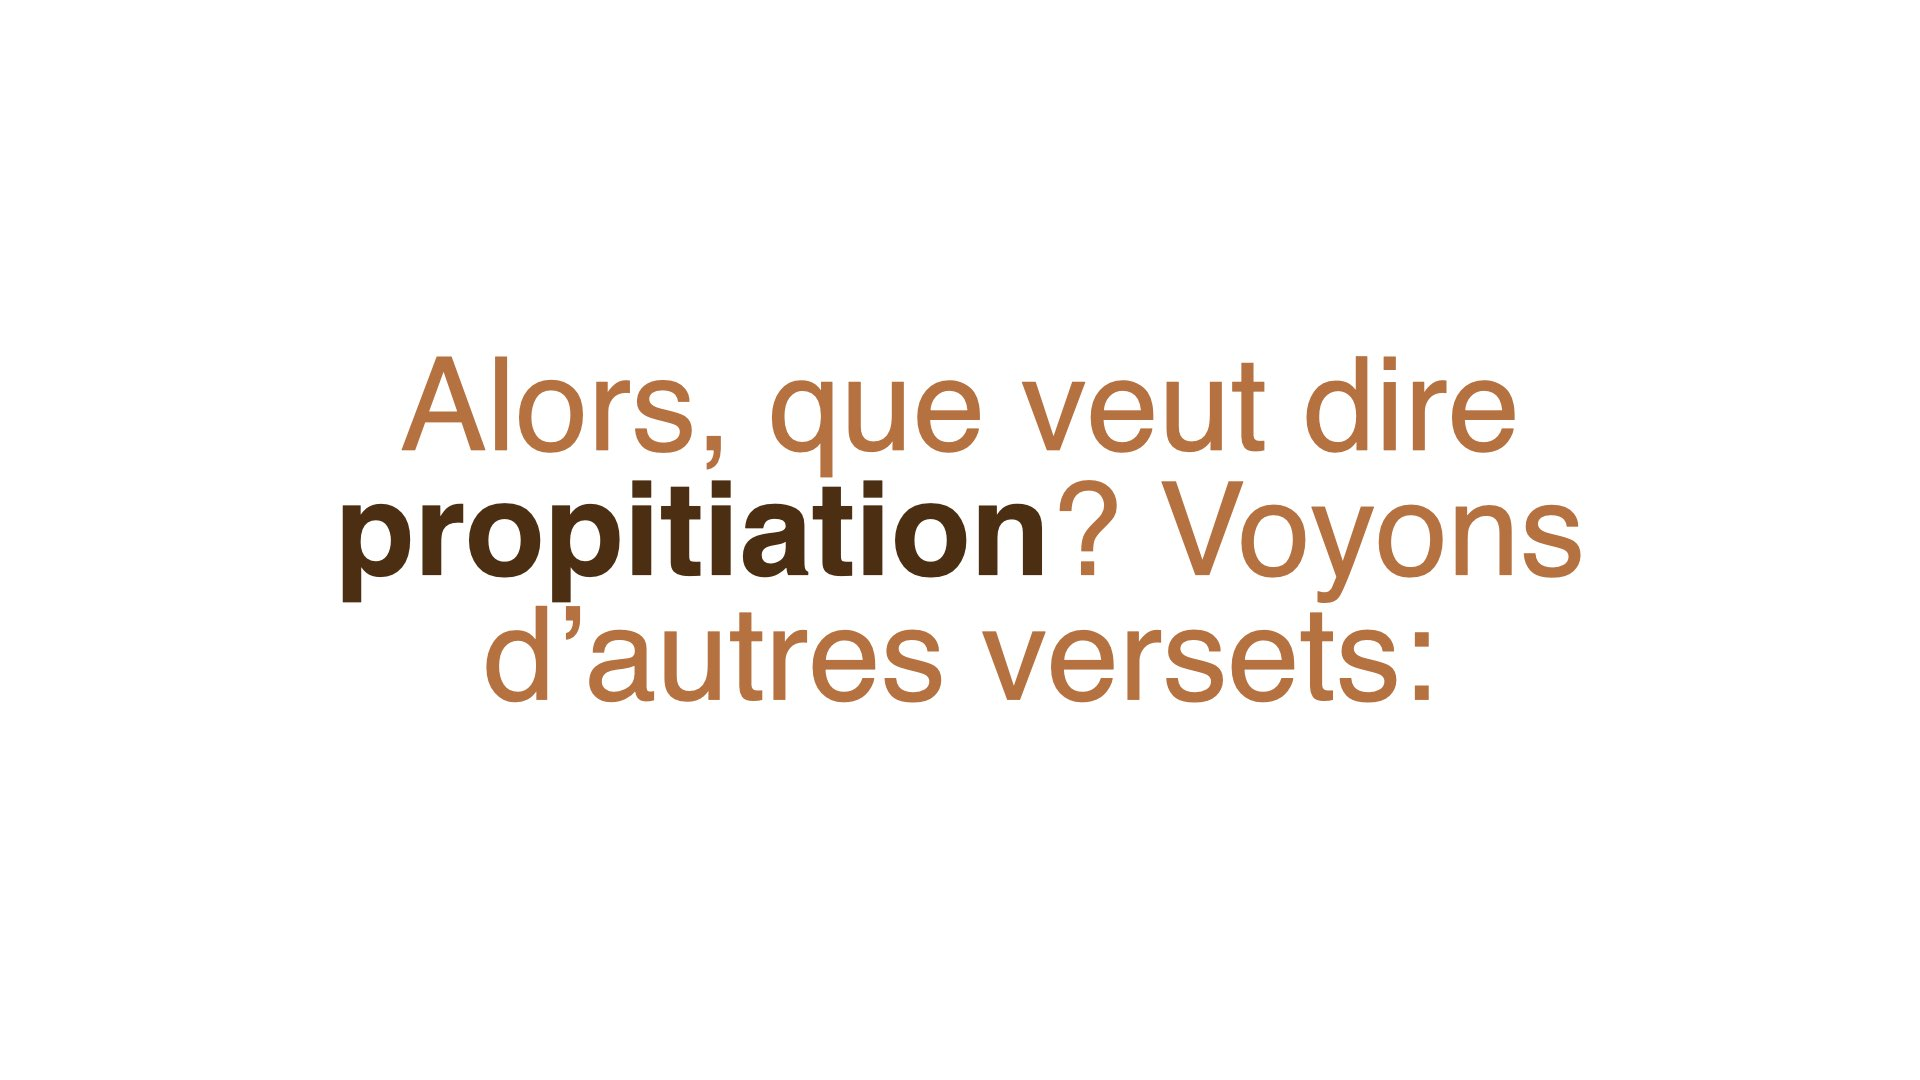 Alors, que veut dire
propitiation? Voyons
d’autres versets: